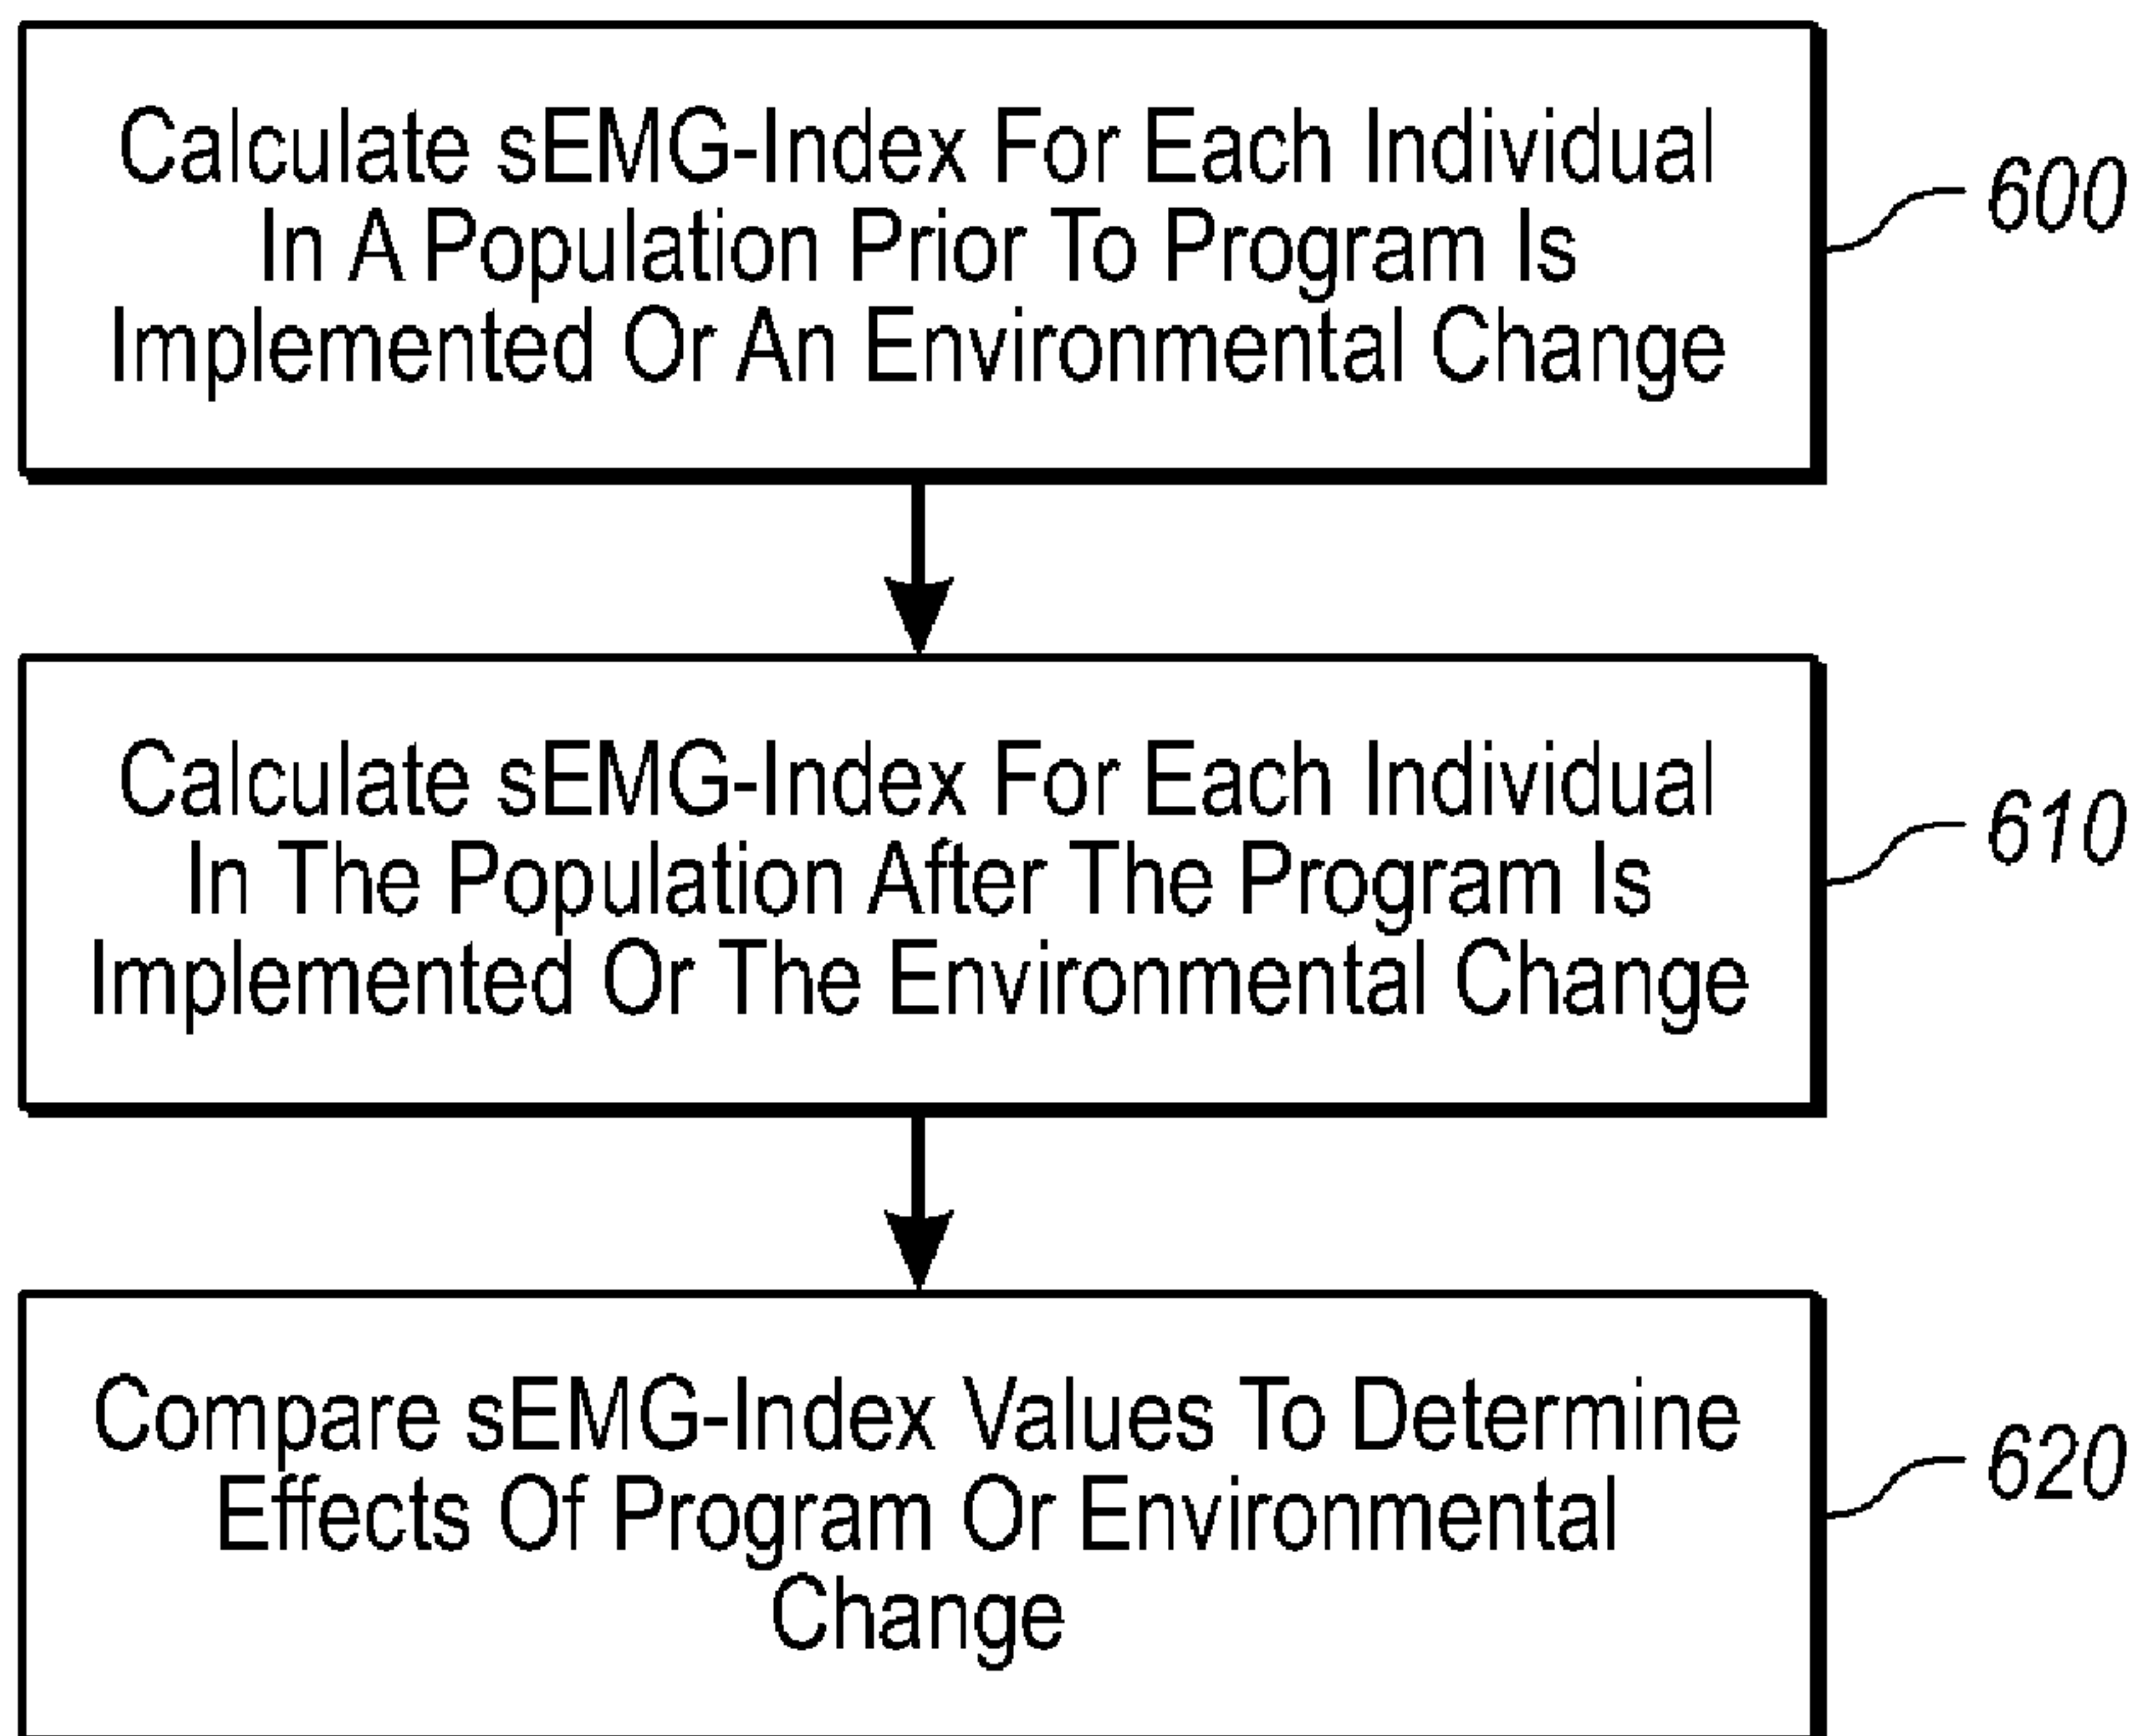 Calculate sEMG-Index For Each Individual
In A Population Prior To Program Is
Implemented Or An Environmental Change
600
Calculate sEMG-Index For Each Individual
In The Population After The Program Is
Implemented Or The Environmental Change
610
Compare sEMG-Index Values To Determine
Effects Of Program Or Environmental
Change
620